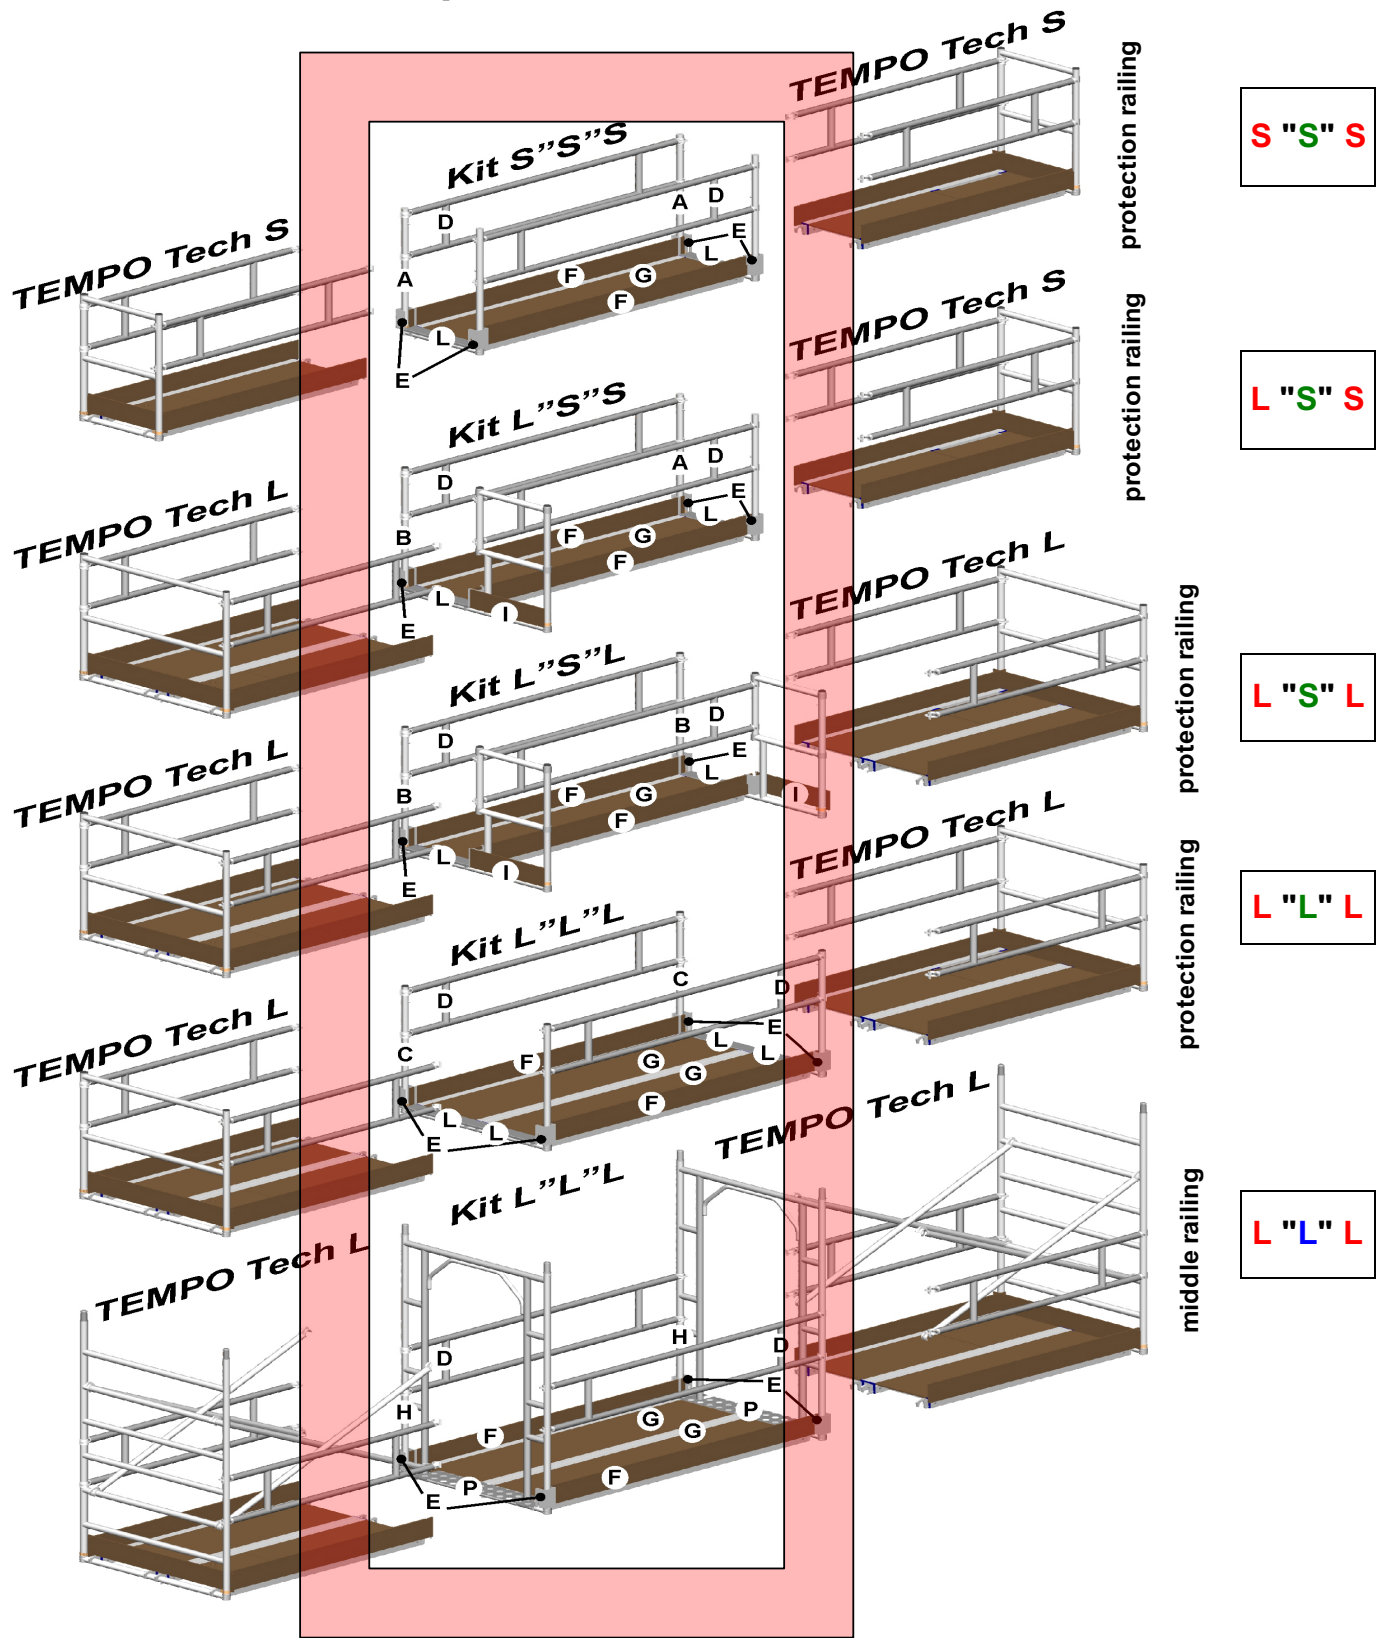 TEMPO Tech S
Kit S”S”S
TEMPO Tech S
protection railing
S "S" S
D
A
D
E
L
F
G
F
A
L
E
TEMPO Tech L
Kit L”S”S
TEMPO Tech S
protection railing
L "S" S
D
A
D
E
L
F
G
F
B
L
I
E
TEMPO Tech L
Kit L”S”L
TEMPO Tech L
protection railing
L "S" L
D
B
D
E
L
F
G
F
I
B
L
I
E
TEMPO Tech L
Kit L”L”L
TEMPO Tech L
protection railing
L "L" L
D
C
D
E
L
L
F
G
G
F
C
L
L
E
TEMPO Tech L
Kit L”L”L
TEMPO Tech L
middle railing
L "L" L
D
H
D
E
P
G
G
F
F
H
P
E